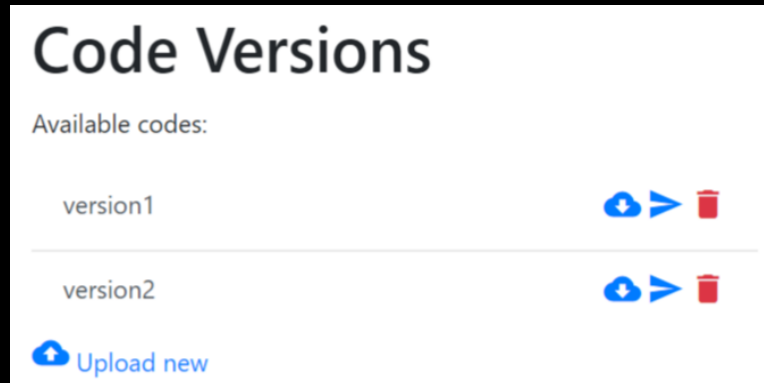 Code Versions
Available codes:
version1
version2
Upload new